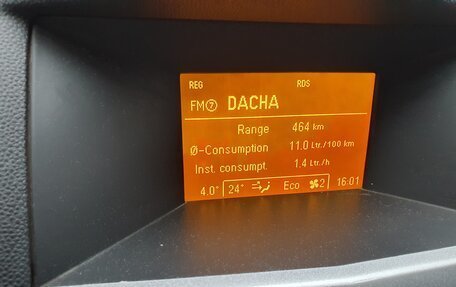 REG RDS
FM⑦ DACHA
Range 464 km
Ø-Consumption 11.0 Ltr./100 km
Inst. consumpt. 1.4 Ltr./h
4.0° 24° Eco 2 16:01